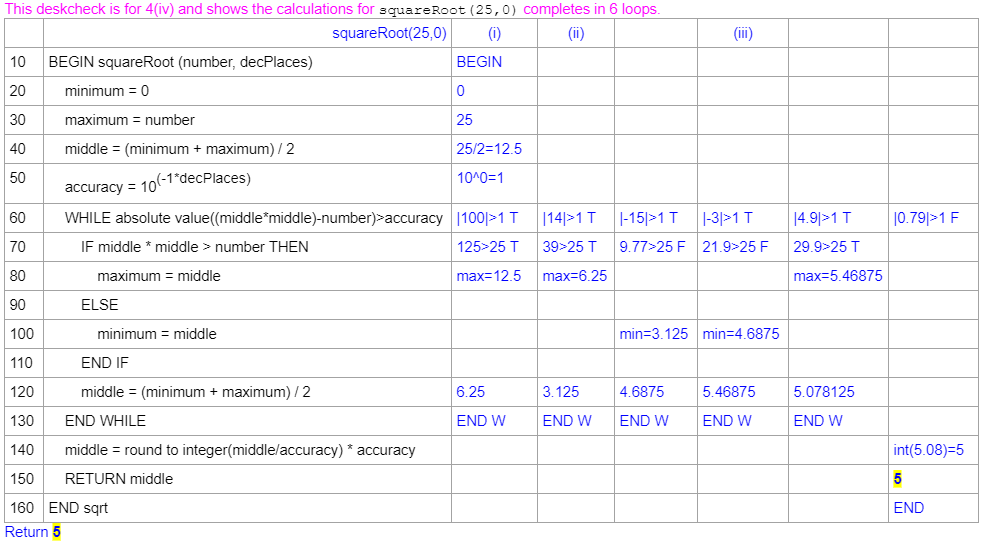 This deskcheck is for 4(iv) and shows the calculations for squareRoot(25,0) completes in 6 loops.
squareRoot(25,0) (i) (ii) (iii)
10 BEGIN squareRoot (number, decPlaces) BEGIN
20 minimum = 0 0
30 maximum = number 25
40 middle = (minimum + maximum) / 2 25/2=12.5
50 accuracy = 10(-1*decPlaces) 10^0=1
60 WHILE absolute value((middle*middle)-number)>accuracy |100|>1 T |14|>1 T |-15|>1 T |-3|>1 T |4.9|>1 T |0.79|>1 F
70 IF middle * middle > number THEN 125>25 T 39>25 T 9.77>25 F 21.9>25 F 29.9>25 T
80 maximum = middle max=12.5 max=6.25 max=5.46875
90 ELSE
100 minimum = middle min=3.125 min=4.6875
110 END IF
120 middle = (minimum + maximum) / 2 6.25 3.125 4.6875 5.46875 5.078125
130 END WHILE END W END W END W END W END W
140 middle = round to integer(middle/accuracy) * accuracy int(5.08)=5
150 RETURN middle 5
160 END sqrt END
Return 5